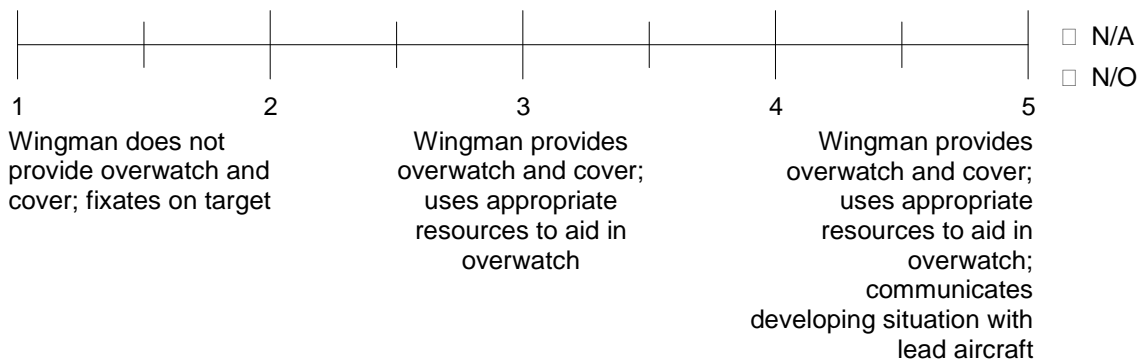 N/A
N/O
1
2
3
4
5
Wingman does not
provide overwatch and
cover; fixates on target
Wingman provides
overwatch and cover;
uses appropriate
resources to aid in
overwatch
Wingman provides
overwatch and cover;
uses appropriate
resources to aid in
overwatch;
communicates
developing situation with
lead aircraft